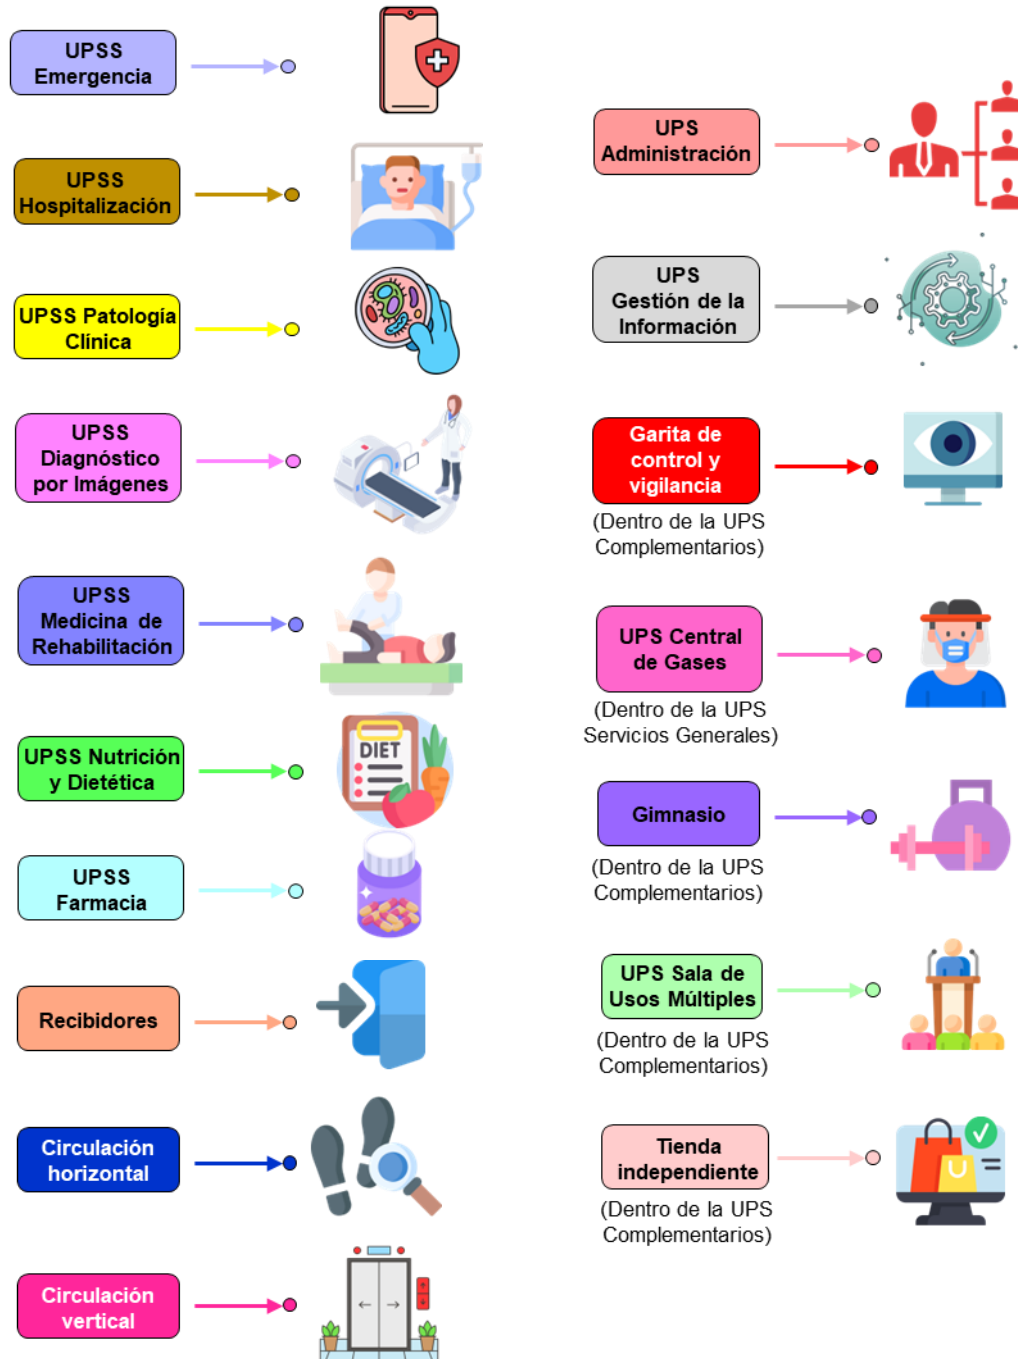 UPSS
Emergencia
UPSS
Hospitalización
UPSS Patología
Clínica
UPSS
Diagnóstico
por Imágenes
UPSS
Medicina de
Rehabilitación
UPSS Nutrición
y Dietética
DIET
UPSS
Farmacia
Recibidores
Circulación
horizontal
Circulación
vertical
UPS
Administración
UPS
Gestión de la
Información
Garita de
control y
vigilancia
(Dentro de la UPS
Complementarios)
UPS Central
de Gases
(Dentro de la UPS
Servicios Generales)
Gimnasio
(Dentro de la UPS
Complementarios)
UPS Sala de
Usos Múltiples
(Dentro de la UPS
Complementarios)
Tienda
independiente
(Dentro de la UPS
Complementarios)